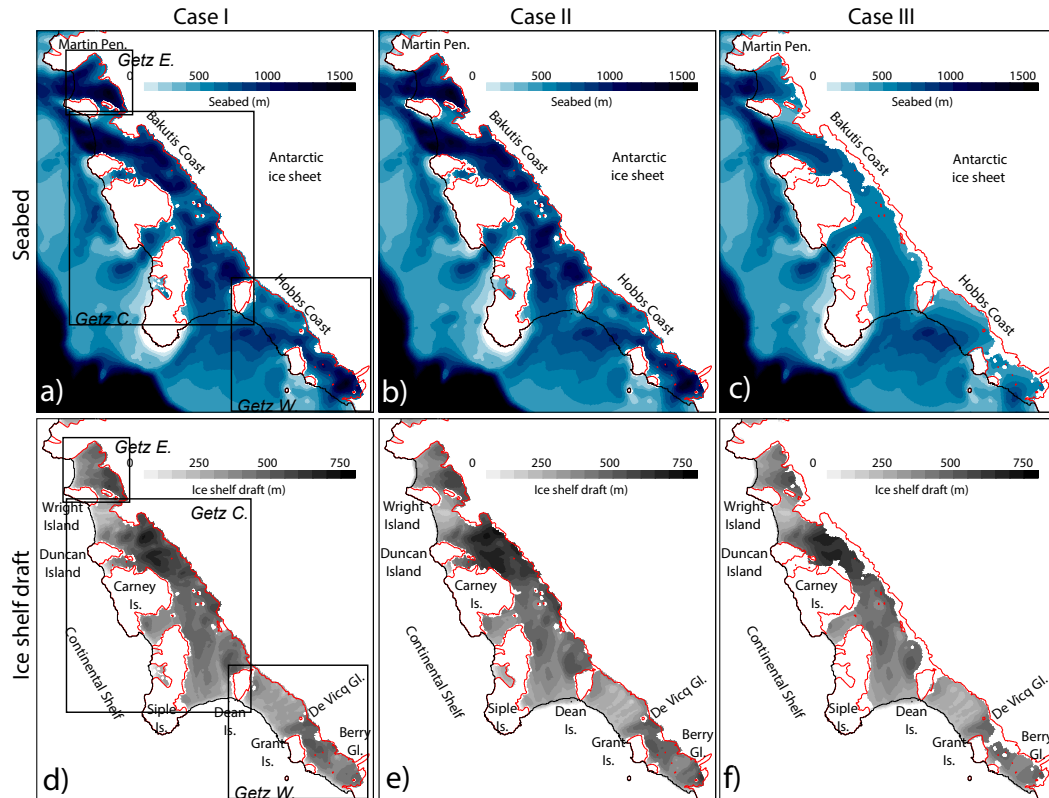 Case I
Case II
Case III
Seabed
Martin Pen.
Getz E.
0 500 1000 1500
Seabed (m)
Bakutis Coast
Antarctic
ice sheet
Hobbs Coast
Getz C.
Getz W.
a)
0 500 1000 1500
Martin Pen.
Seabed (m)
Bakutis Coast
Antarctic
ice sheet
Hobbs Coast
b)
Martin Pen.
0 500 1000 1500
Seabed (m)
Bakutis Coast
Antarctic
ice sheet
Hobbs Coast
c)
Ice shelf draft
Getz E.
0 250 500 750
Ice shelf draft (m)
Wright
Island
Getz C.
Duncan
Island
Carney
Is.
Continental Shelf
Siple
Is.
Dean
Is.
De Vicq Gl.
Grant
Is.
Berry
Gl.
Getz W.
d)
0 250 500 750
Ice shelf draft (m)
Wright
Island
Duncan
Island
Carney
Is.
Continental Shelf
Siple
Is.
Dean
Is.
De Vicq Gl.
Grant
Is.
Berry
Gl.
e)
0 250 500 750
Ice shelf draft (m)
Wright
Island
Duncan
Island
Carney
Is.
Continental Shelf
Siple
Is.
Dean
Is.
De Vicq Gl.
Grant
Is.
Berry
Gl.
f)